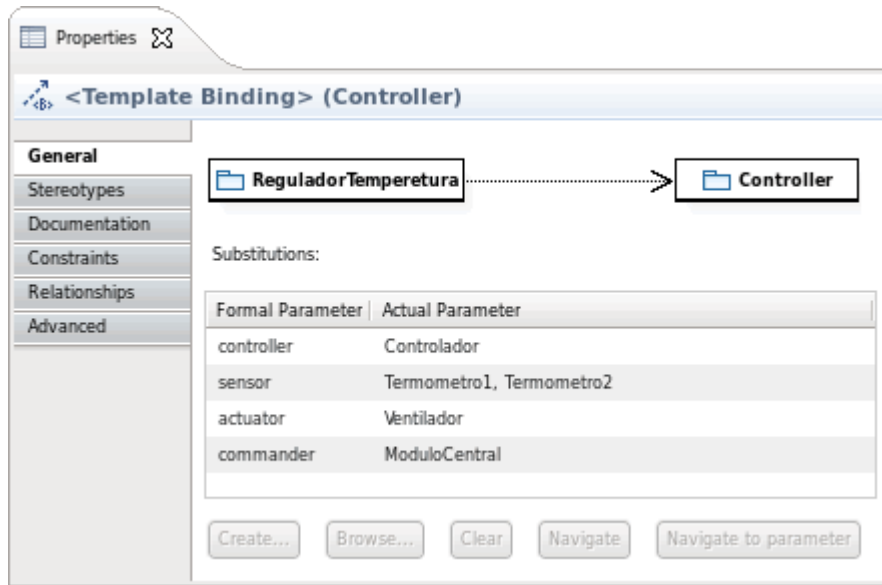 Properties
<B> <Template Binding> (Controller)
General
Stereotypes
Documentation
Constraints
Relationships
Advanced
ReguladorTemperetura
Controller
Substitutions:
Formal Parameter Actual Parameter
controller Controlador
sensor Termometro1, Termometro2
actuator Ventilador
commander ModuloCentral
Create... Browse... Clear Navigate Navigate to parameter